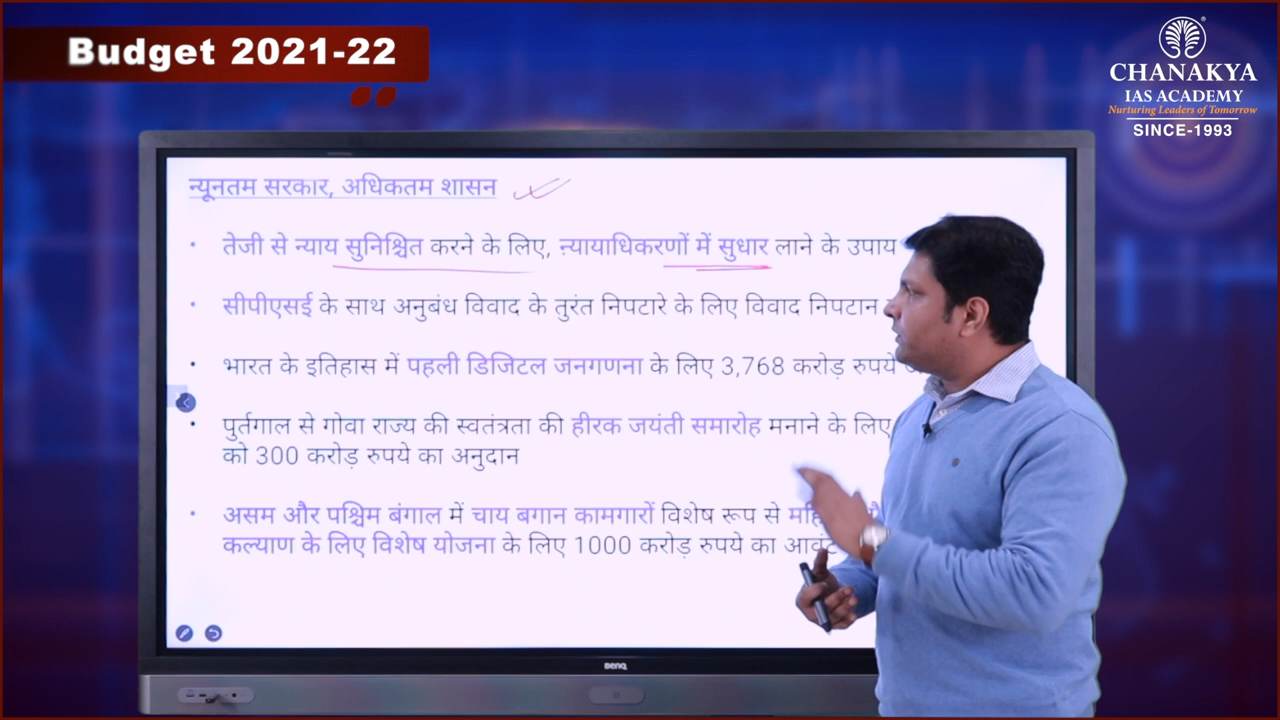 Budget 2021-22
CHANAKYA
IAS ACADEMY
Nurturing Leaders of Tomorrow
SINCE-1993
न्यूनतम सरकार, अधिकतम शासन
• तेजी से न्याय सुनिश्चित करने के लिए, न्यायाधिकरणों में सुधार लाने के उपाय
• सीपीएसई के साथ अनुबंध विवाद के तुरंत निपटारे के लिए विवाद निपटान
• भारत के इतिहास में पहली डिजिटल जनगणना के लिए 3,768 करोड़ रुपये
• पुर्तगाल से गोवा राज्य की स्वतंत्रता की हीरक जयंती समारोह मनाने के लिए
को 300 करोड़ रुपये का अनुदान
• असम और पश्चिम बंगाल में चाय बगान कामगारों विशेष रूप से
कल्याण के लिए विशेष योजना के लिए 1000 करोड़ रुपये का
BenQ